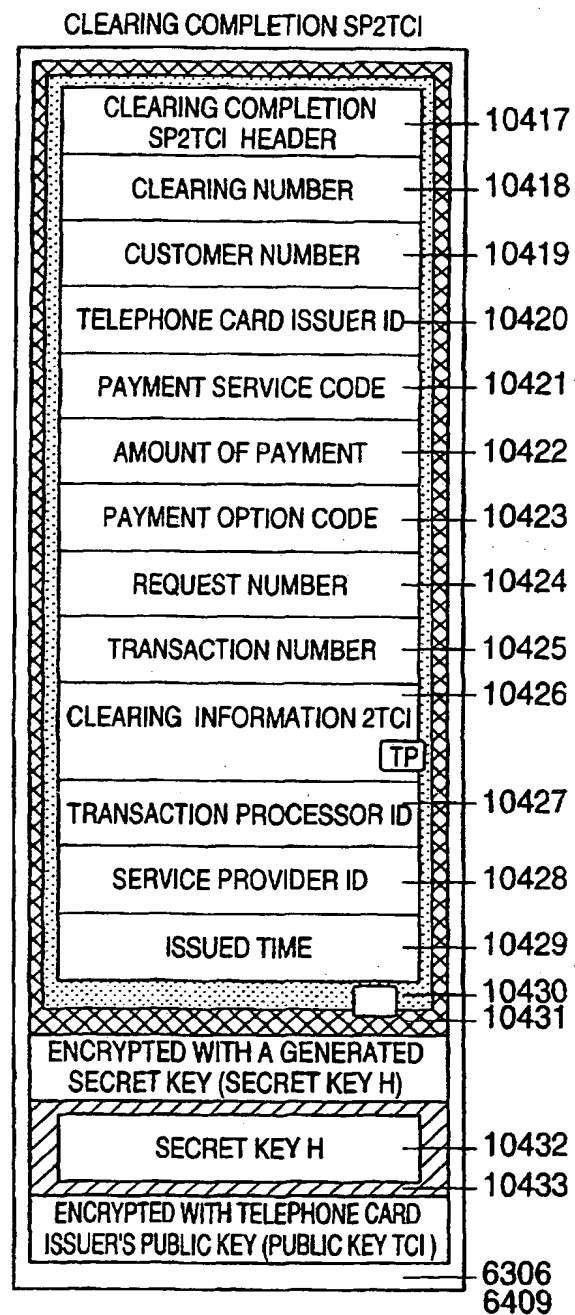 CLEARING COMPLETION SP2TCI
CLEARING COMPLETION
SP2TCI HEADER
10417
CLEARING NUMBER
10418
CUSTOMER NUMBER
10419
TELEPHONE CARD ISSUER ID
10420
PAYMENT SERVICE CODE
10421
AMOUNT OF PAYMENT
10422
PAYMENT OPTION CODE
10423
REQUEST NUMBER
10424
TRANSACTION NUMBER
10425
10426
CLEARING INFORMATION 2TCI
TP
TRANSACTION PROCESSOR ID
10427
SERVICE PROVIDER ID
10428
ISSUED TIME
10429
10430
10431
ENCRYPTED WITH A GENERATED
SECRET KEY (SECRET KEY H)
SECRET KEY H
10432
10433
ENCRYPTED WITH TELEPHONE CARD
ISSUER'S PUBLIC KEY (PUBLIC KEY TCI )
6306
6409